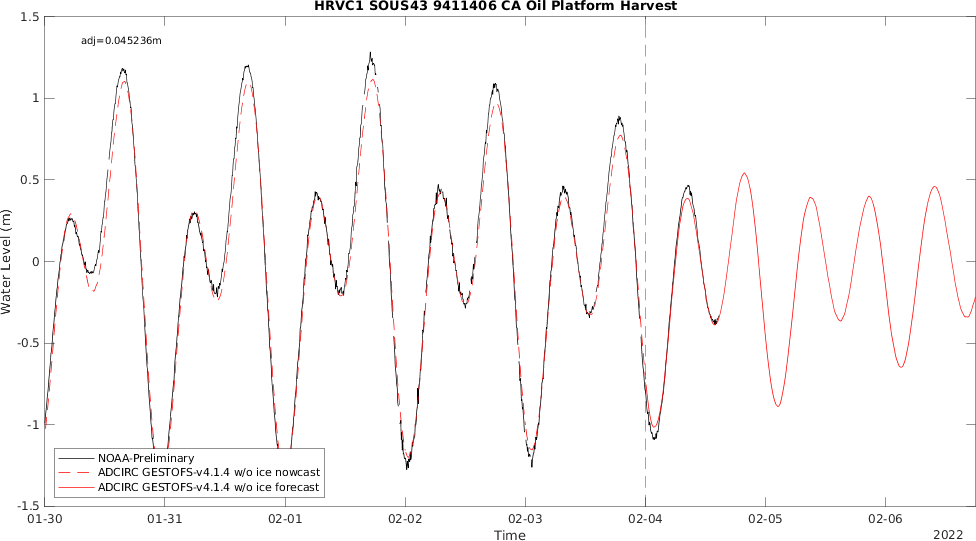 HRVC1 SOUS43 9411406 CA Oil Platform Harvest
adj=0.045236m
1.5
1
0.5
0
-0.5
-1
-1.5
Water Level (m)
NOAA-Preliminary
ADCIRC GESTOFS-v4.1.4 w/o ice nowcast
ADCIRC GESTOFS-v4.1.4 w/o ice forecast
01-30 01-31 02-01 02-02 02-03 02-04 02-05 02-06
Time
2022